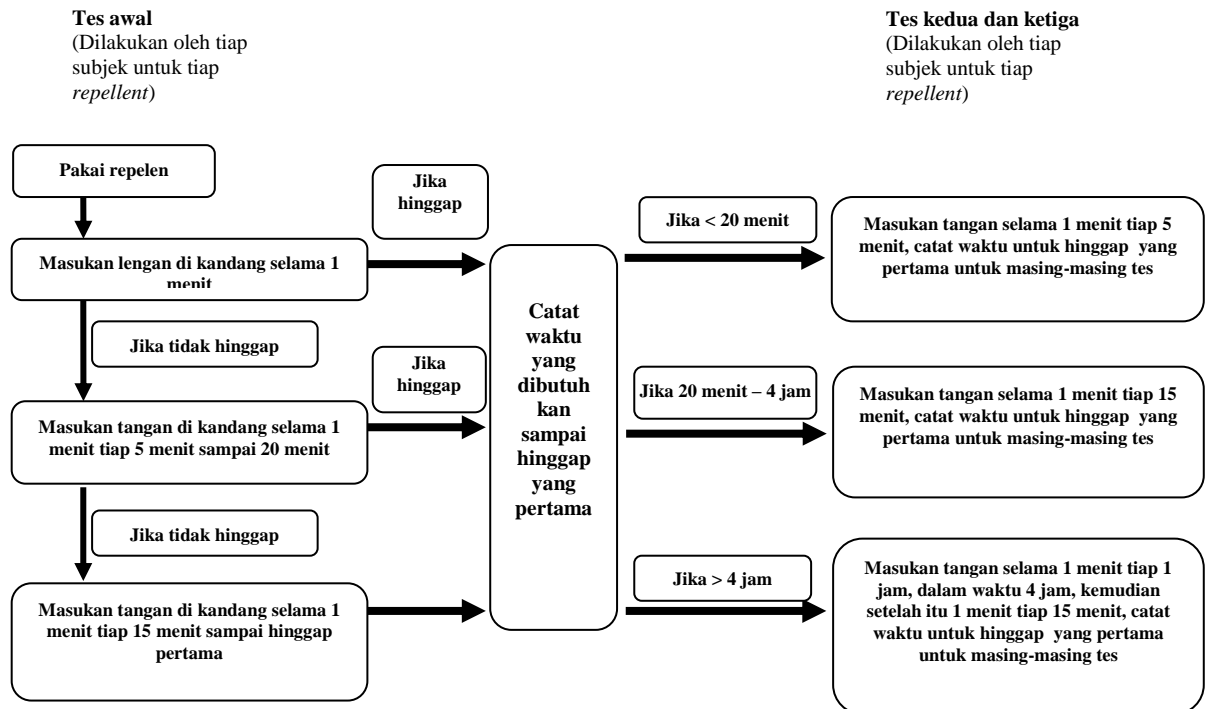 Tes awal
(Dilakukan oleh tiap
subjek untuk tiap
repellent)
Tes kedua dan ketiga
(Dilakukan oleh tiap
subjek untuk tiap
repellent)
Pakai repelen
Jika
hinggap
Masukan lengan di kandang selama 1
menit
Jika tidak hinggap
Jika
hinggap
Masukan tangan di kandang selama 1
menit tiap 5 menit sampai 20 menit
Jika tidak hinggap
Masukan tangan di kandang selama 1
menit tiap 15 menit sampai hinggap
pertama
Catat
waktu
yang
dibutuh
kan
sampai
hinggap
yang
pertama
Jika < 20 menit
Masukan tangan selama 1 menit tiap 5
menit, catat waktu untuk hinggap yang
pertama untuk masing-masing tes
Jika 20 menit – 4 jam
Masukan tangan selama 1 menit tiap 15
menit, catat waktu untuk hinggap yang
pertama untuk masing-masing tes
Jika > 4 jam
Masukan tangan selama 1 menit tiap 1
jam, dalam waktu 4 jam, kemudian
setelah itu 1 menit tiap 15 menit, catat
waktu untuk hinggap yang pertama
untuk masing-masing tes